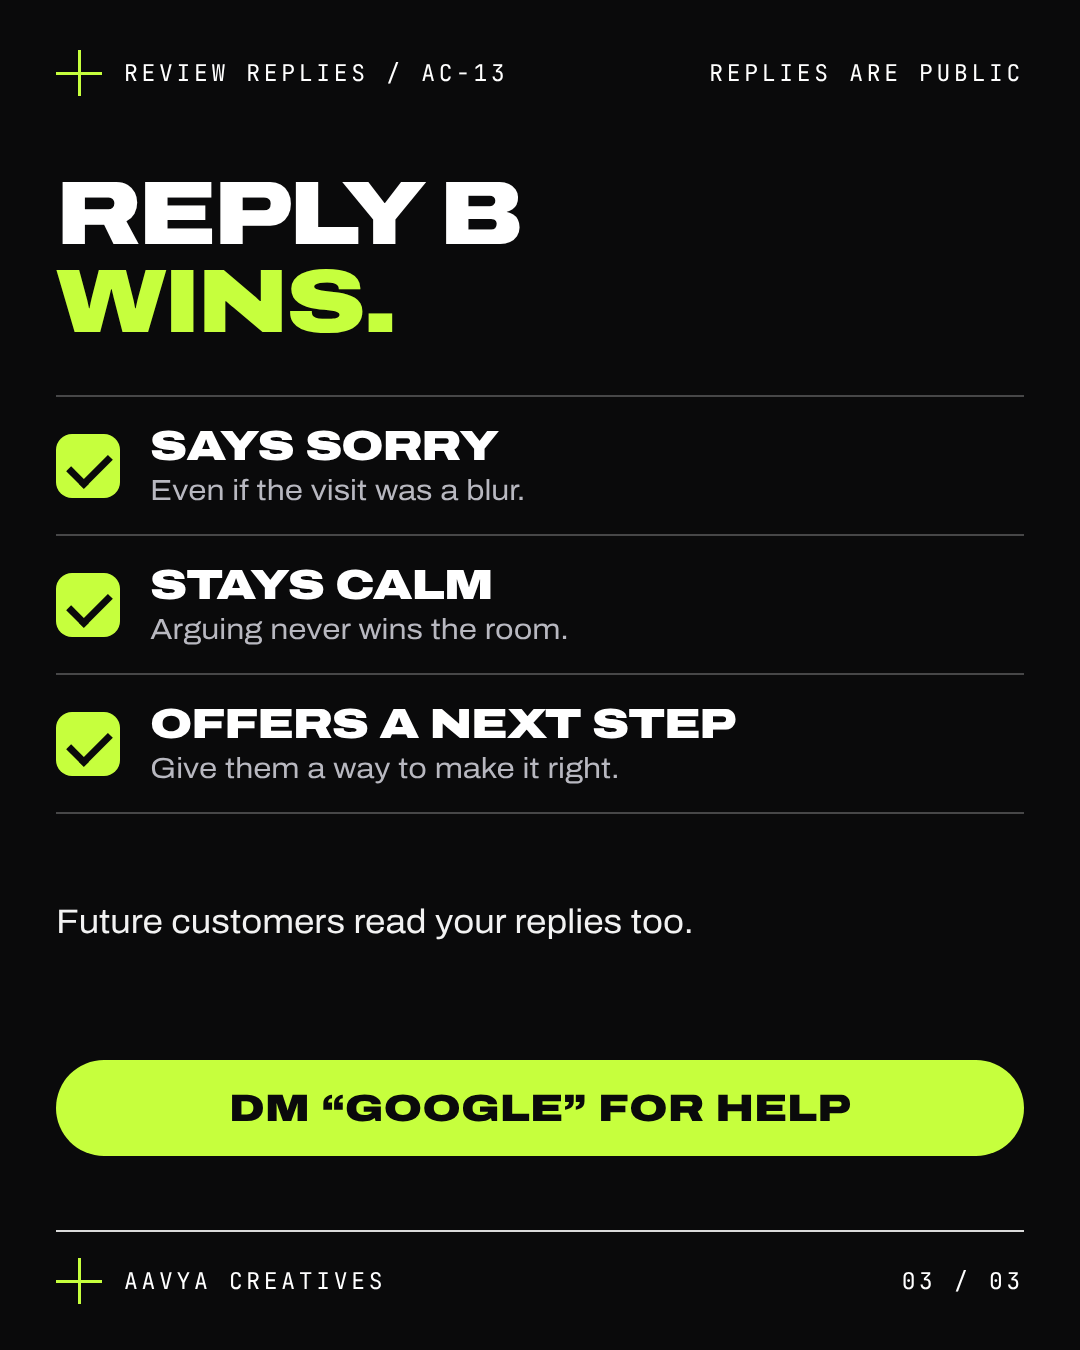 REVIEW REPLIES / AC-13
REPLIES ARE PUBLIC
REPLY B
WINS.
SAYS SORRY
Even if the visit was a blur.
STAYS CALM
Arguing never wins the room.
OFFERS A NEXT STEP
Give them a way to make it right.
Future customers read your replies too.
DM “GOOGLE” FOR HELP
AAVYA CREATIVES
03 / 03